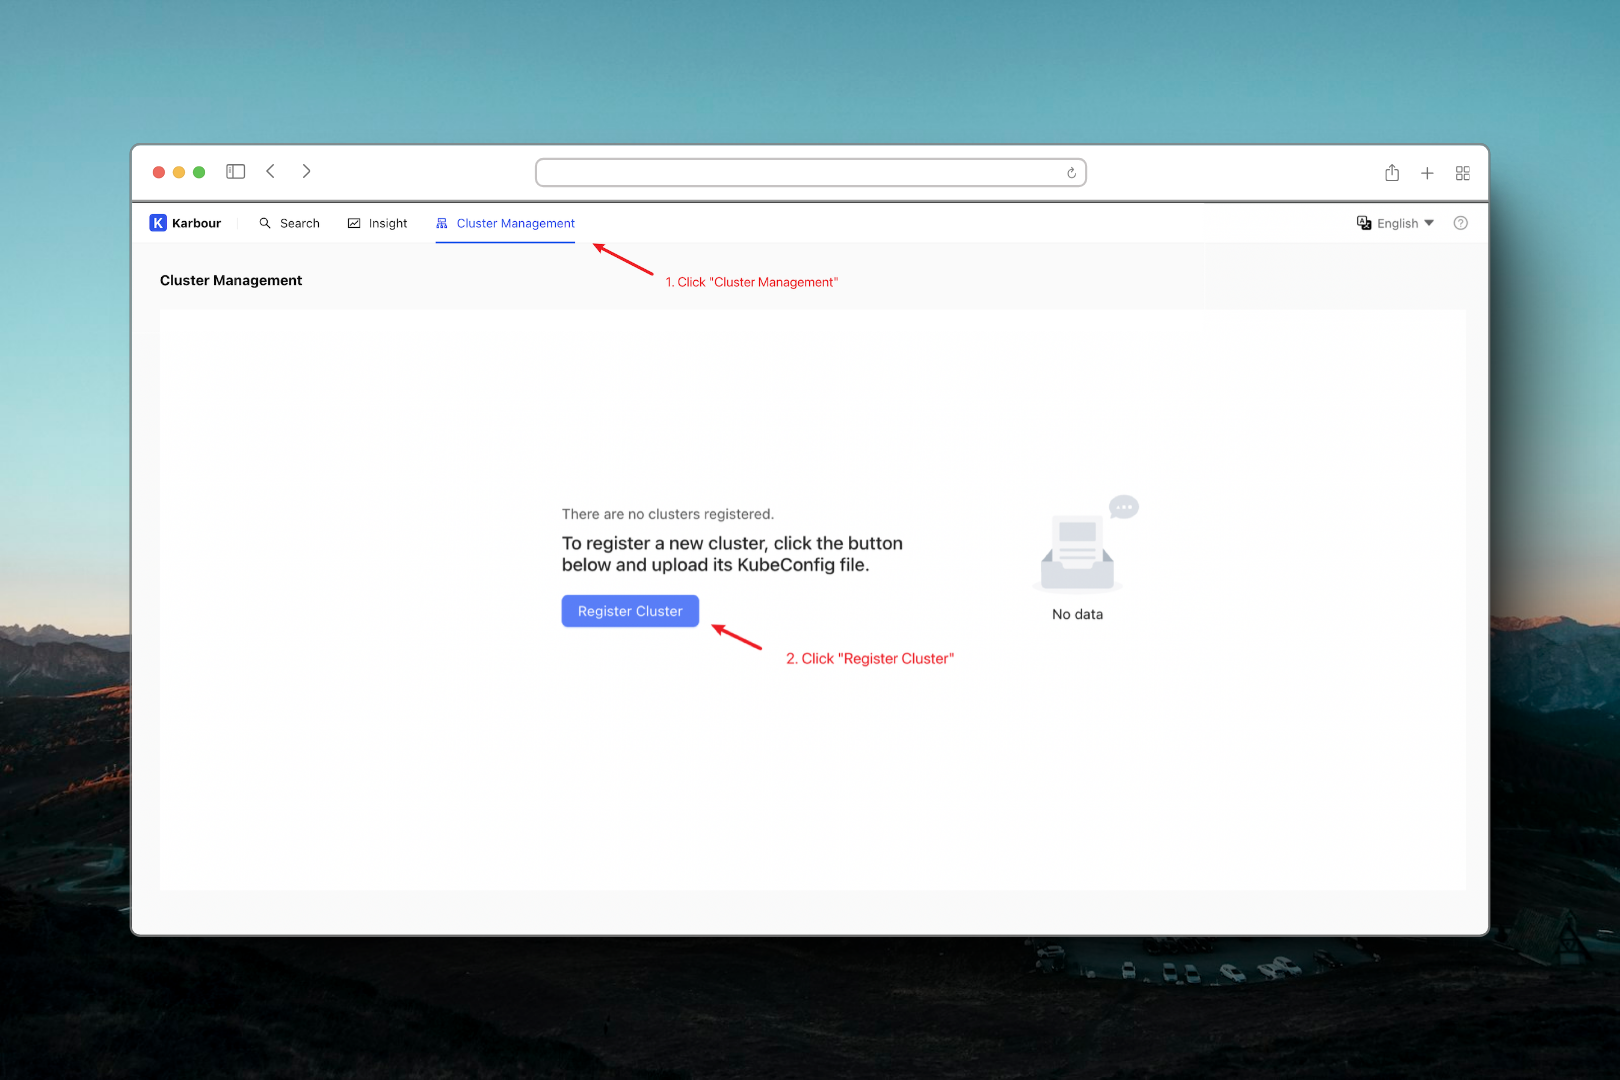 K Karbour
Search
Insight
Cluster Management
English
Cluster Management
1. Click "Cluster Management"
There are no clusters registered.
To register a new cluster, click the button
below and upload its KubeConfig file.
Register Cluster
No data
2. Click "Register Cluster"